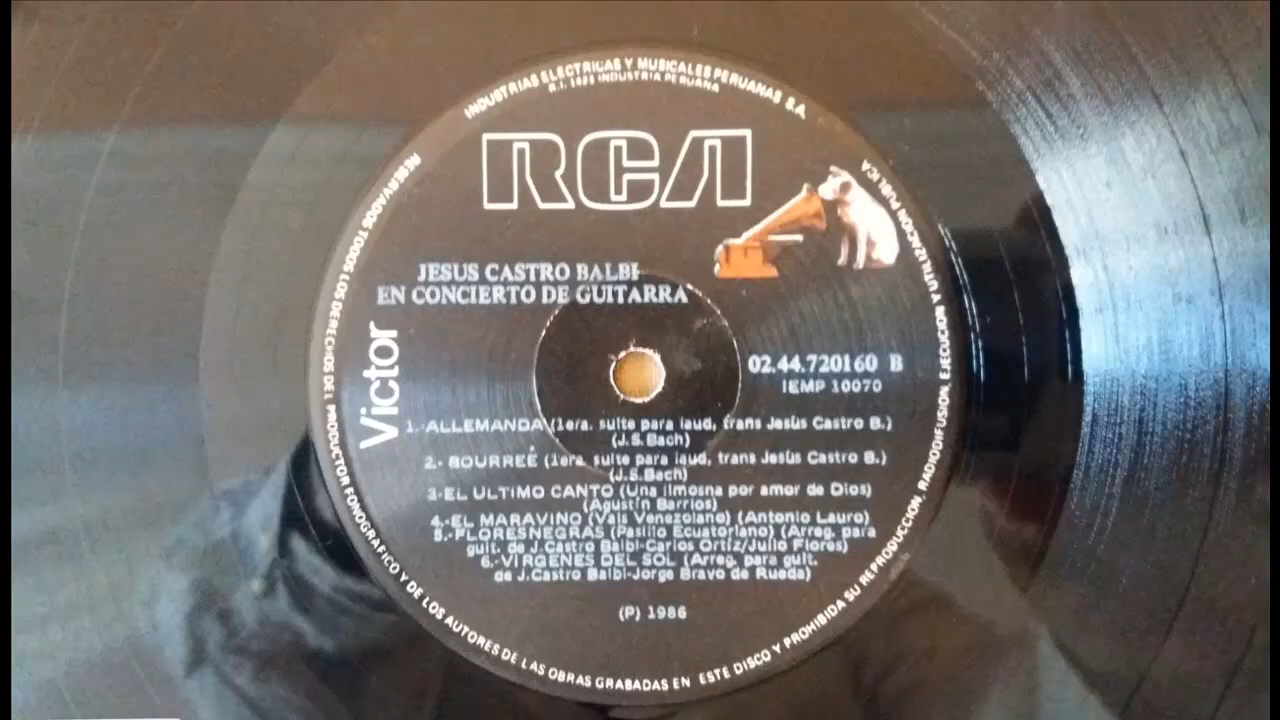 INDUSTRIAS ELECTRICAS Y MUSICALES PERUANAS S.A.
R.I. 1023 INDUSTRIA PERUANA
RCA
JESUS CASTRO BALBI
EN CONCIERTO DE GUITARRA
Victor
02.44.720160 B
IEMP 10070
1.-ALLEMANDA (1era. suite para laud, trans Jesús Castro B.)
(J.S.Bach)
2.- BOURREÉ (1era. suite para laud, trans Jesús Castro B.)
(J.S.Bach)
3-EL ULTIMO CANTO (Una limosna por amor de Dios)
(Agustín Barrios)
4.-EL MARAVINO (Vals Venezolano) (Antonio Lauro)
5.-FLORES NEGRAS (Pasillo Ecuatoriano) (Arreg. para
guit. de J.Castro Balbi-Carlos Ortíz/Julio Flores)
6.-VIRGENES DEL SOL (Arreg. para guit.
de J.Castro Balbi-Jorge Bravo de Rueda)
(P) 1986
RESERVADOS TODOS LOS DERECHOS DEL PRODUCTOR FONOGRAFICO Y DE LOS AUTORES DE LAS OBRAS GRABADAS EN ESTE DISCO Y PROHIBIDA SU REPRODUCCION, RADIODIFUSION, EJECUCION Y UTILIZACION PUBLICA